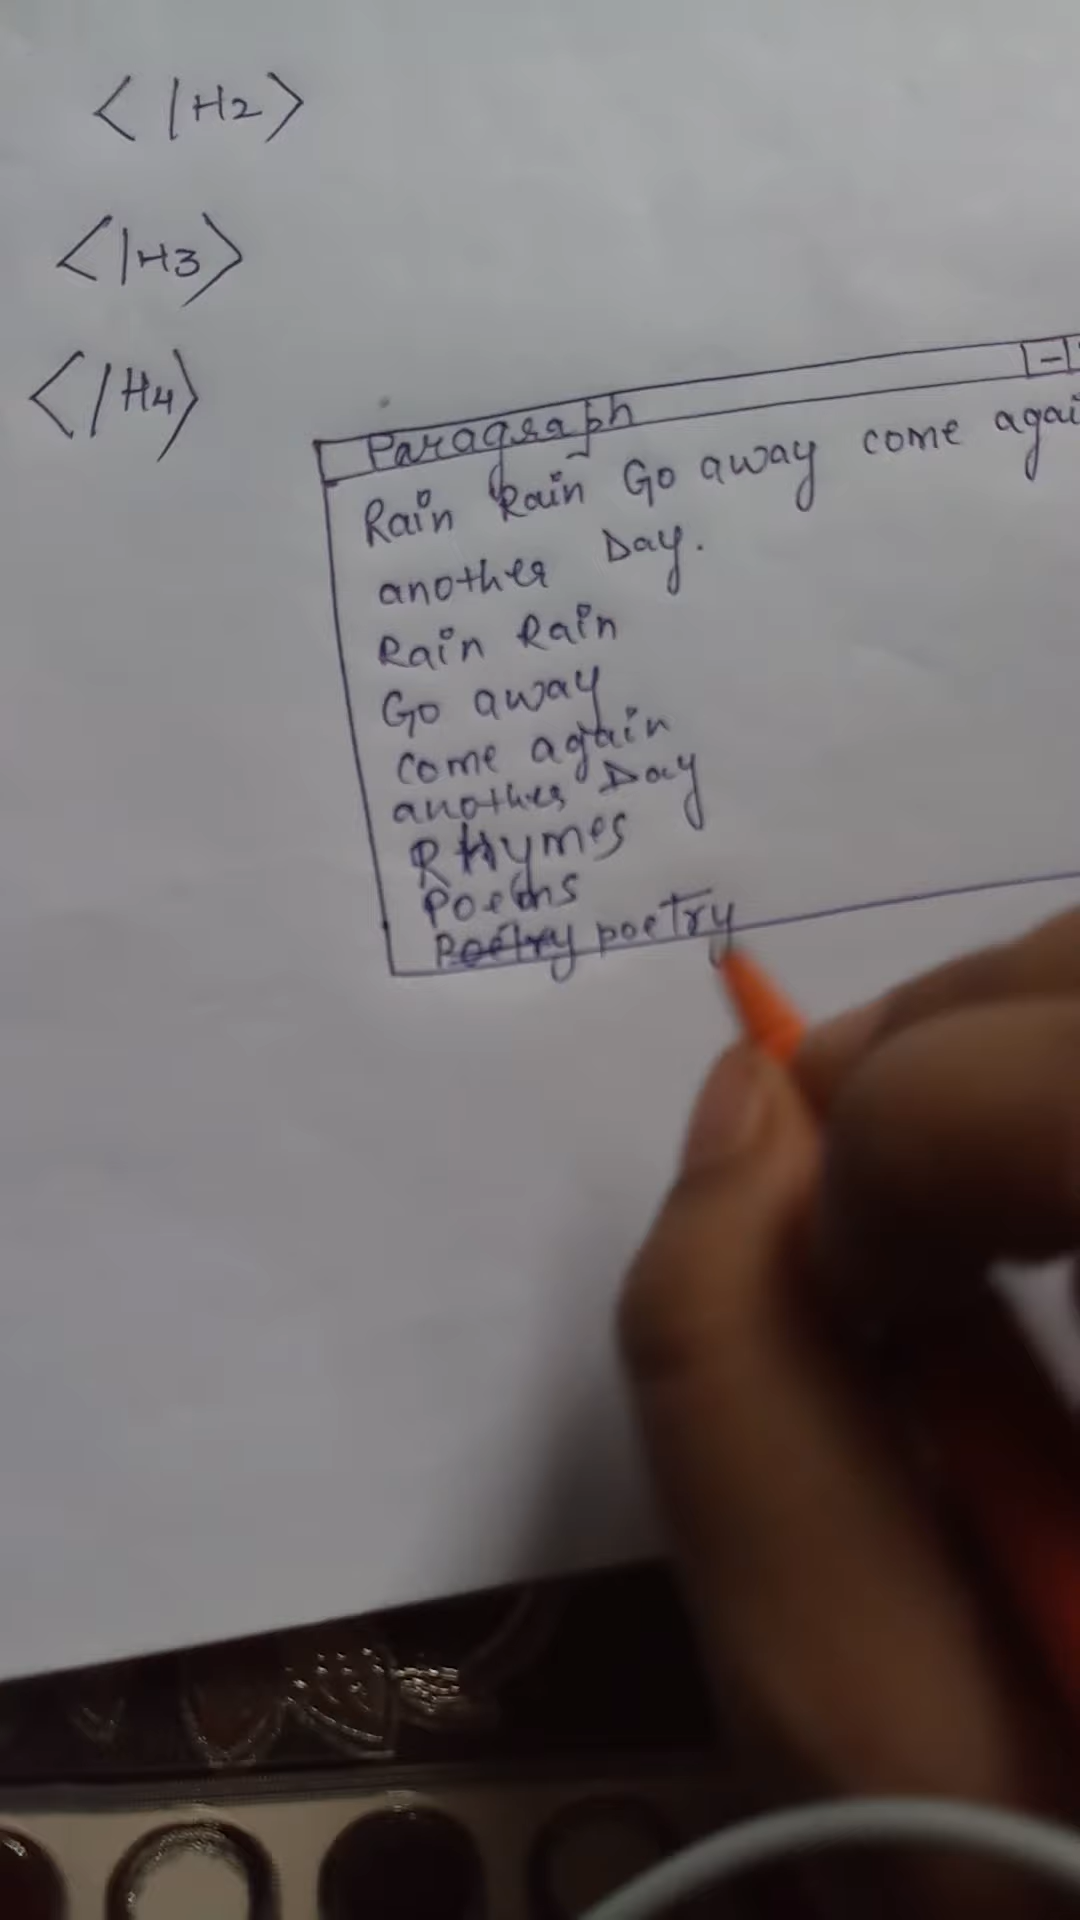 </H2>
</H3>
</H4>
Paragraph
Rain Rain Go away come agai
another Day.
Rain Rain
Go away
come again
another Day
RHymes
Poems
Poetry poetry